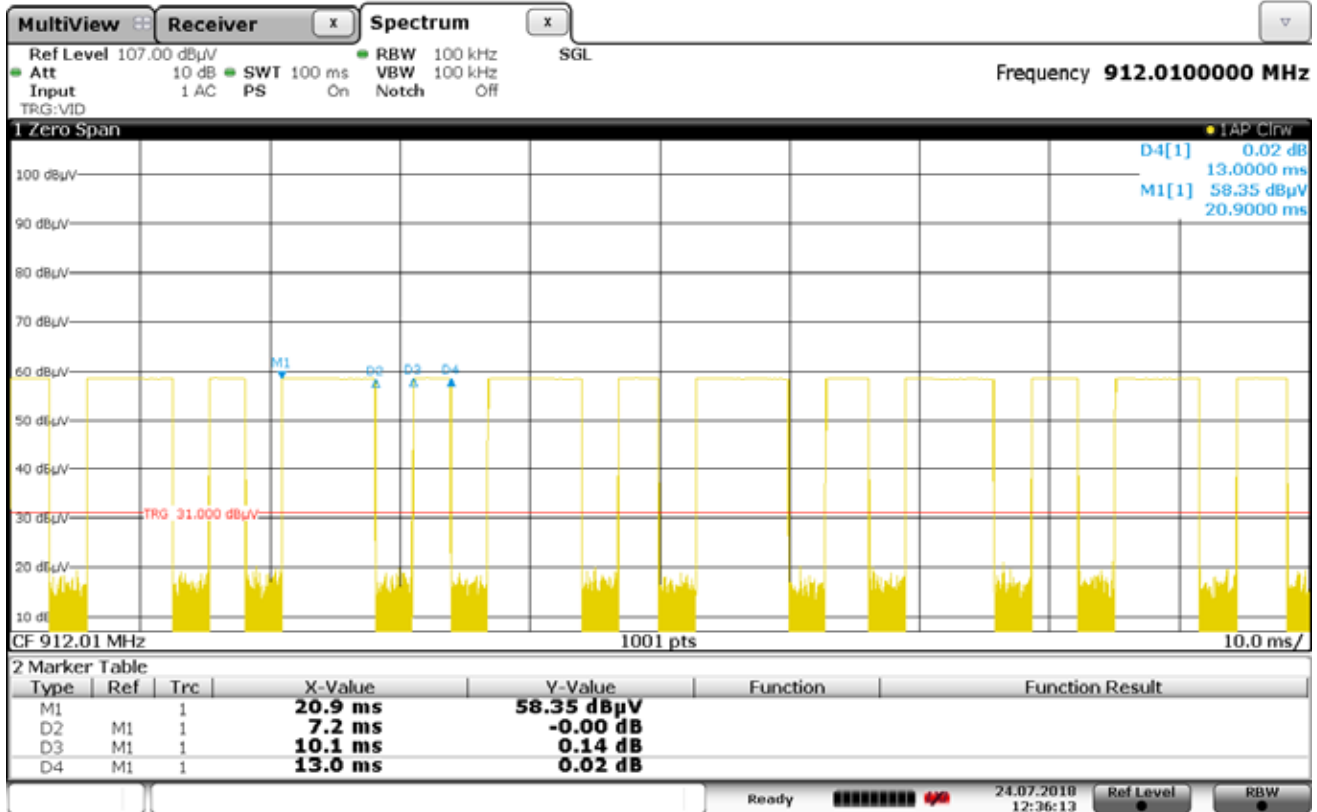 MultiView Receiver X Spectrum X
Ref Level 107.00 dBµV RBW 100 kHz SGL
Att 10 dB SWT 100 ms VBW 100 kHz Frequency 912.0100000 MHz
Input 1 AC PS On Notch Off
TRG:VID
1 Zero Span 1AP Clrw
D4[1] 0.02 dB
13.0000 ms
M1[1] 58.35 dBµV
20.9000 ms
100 dBµV
90 dBµV
80 dBµV
70 dBµV
60 dBµV M1 D2 D3 D4
50 dBµV
40 dBµV
30 dBµV TRG 31.000 dBµV
20 dBµV
10 dB
CF 912.01 MHz 1001 pts 10.0 ms/
2 Marker Table
Type Ref Trc X-Value Y-Value Function Function Result
M1 1 20.9 ms 58.35 dBµV
D2 M1 1 7.2 ms -0.00 dB
D3 M1 1 10.1 ms 0.14 dB
D4 M1 1 13.0 ms 0.02 dB
Ready 24.07.2018 12:36:13 Ref Level RBW